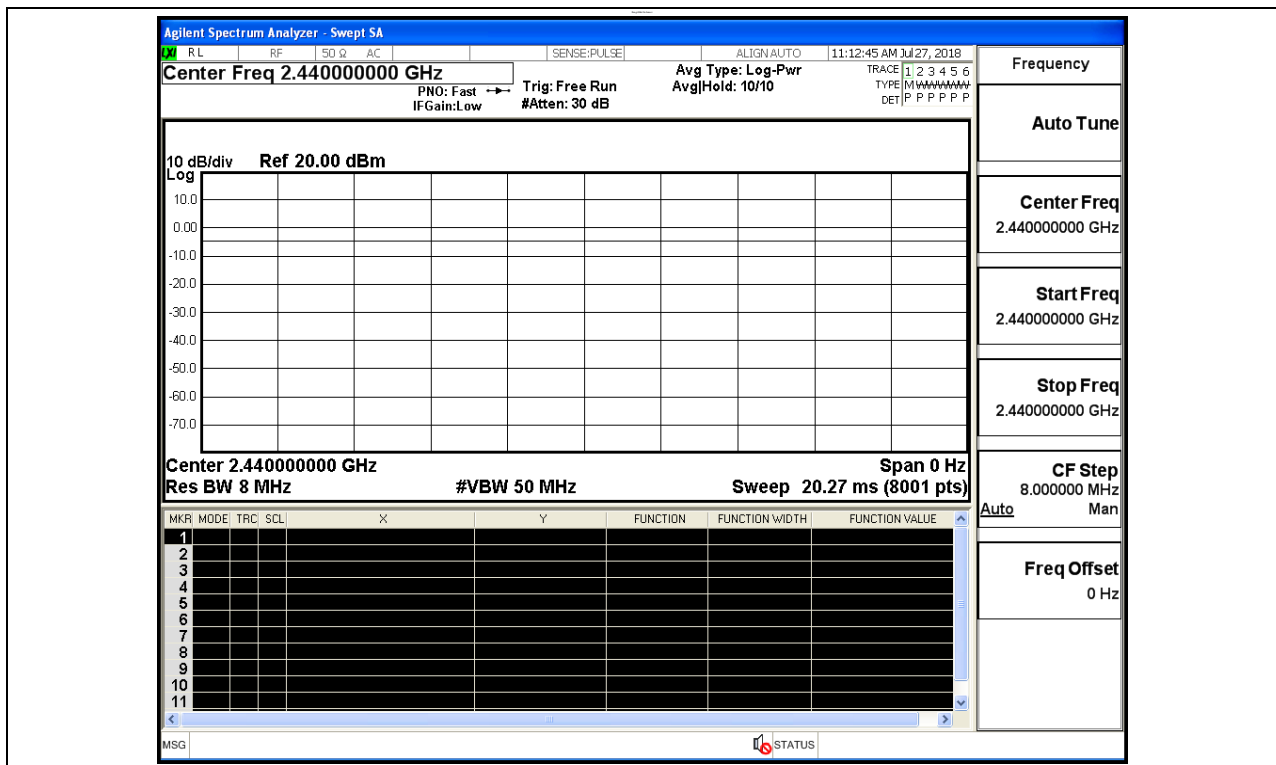 Agilent Spectrum Analyzer - Swept SA
LXI RL RF 50 Ω AC SENSE:PULSE ALIGN AUTO 11:12:45 AM Jul 27, 2018
Center Freq 2.440000000 GHz
PNO: Fast
IFGain:Low
Trig: Free Run
#Atten: 30 dB
Avg Type: Log-Pwr
Avg|Hold: 10/10
TRACE 1 2 3 4 5 6
TYPE M W W W W W
DET P P P P P P
10 dB/div Ref 20.00 dBm
Log
10.0
0.00
-10.0
-20.0
-30.0
-40.0
-50.0
-60.0
-70.0
Center 2.440000000 GHz Span 0 Hz
Res BW 8 MHz #VBW 50 MHz Sweep 20.27 ms (8001 pts)
MKR MODE TRC SCL X Y FUNCTION FUNCTION WIDTH FUNCTION VALUE
1
2
3
4
5
6
7
8
9
10
11
MSG STATUS
Frequency
Auto Tune
Center Freq
2.440000000 GHz
Start Freq
2.440000000 GHz
Stop Freq
2.440000000 GHz
CF Step
8.000000 MHz
Auto Man
Freq Offset
0 Hz